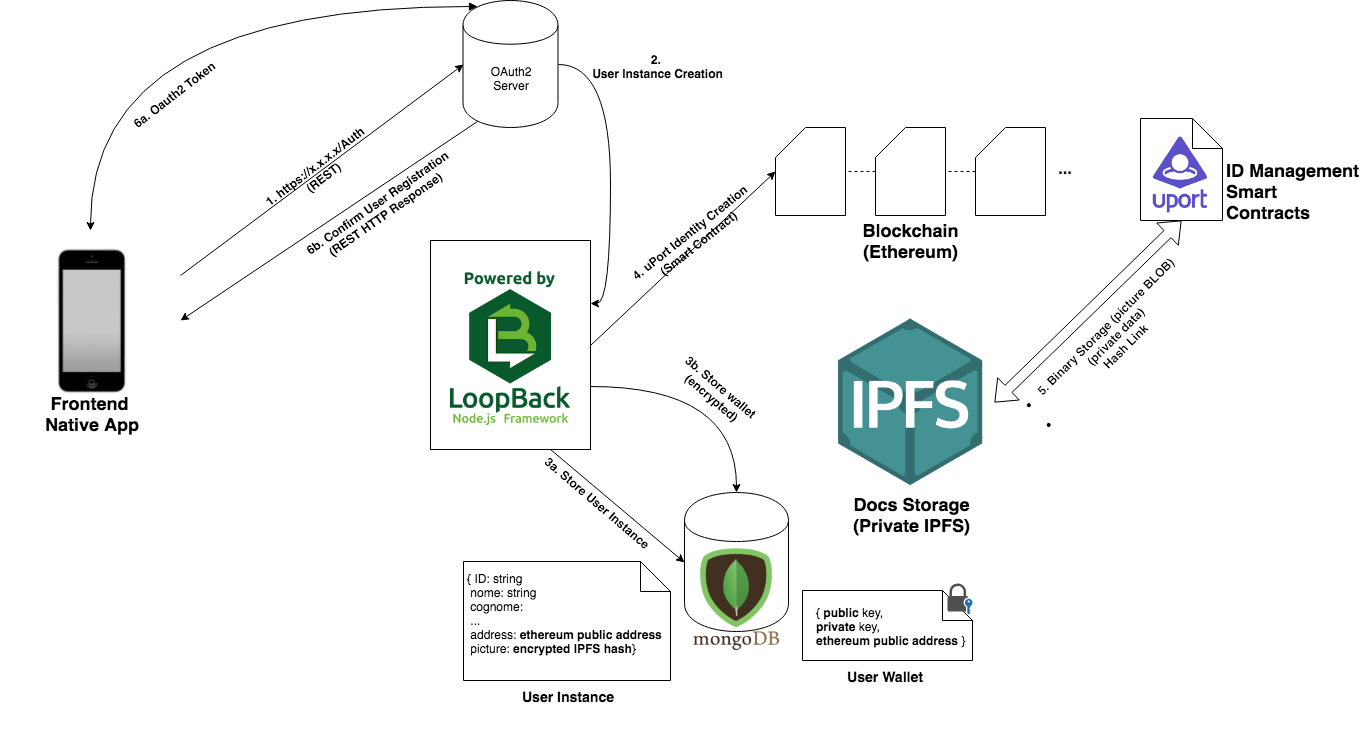 OAuth2
Server
2.
User Instance Creation
6a. Oauth2 Token
1. https://x.x.x.x/Auth
(REST)
6b. Confirm User Registration
(REST HTTP Response)
Frontend
Native App
Powered by
LoopBack
Node.js Framework
4. uPort Identity Creation
(Smart Contract)
...
Blockchain
(Ethereum)
uport
ID Management
Smart
Contracts
5. Binary Storage (picture BLOB)
(private data)
Hash Link
IPFS
Docs Storage
(Private IPFS)
3b. Store wallet
(encrypted)
3a. Store User Instance
mongoDB
{ ID: string
nome: string
cognome:
...
address: ethereum public address
picture: encrypted IPFS hash}
User Instance
{ public key,
private key,
ethereum public address }
User Wallet